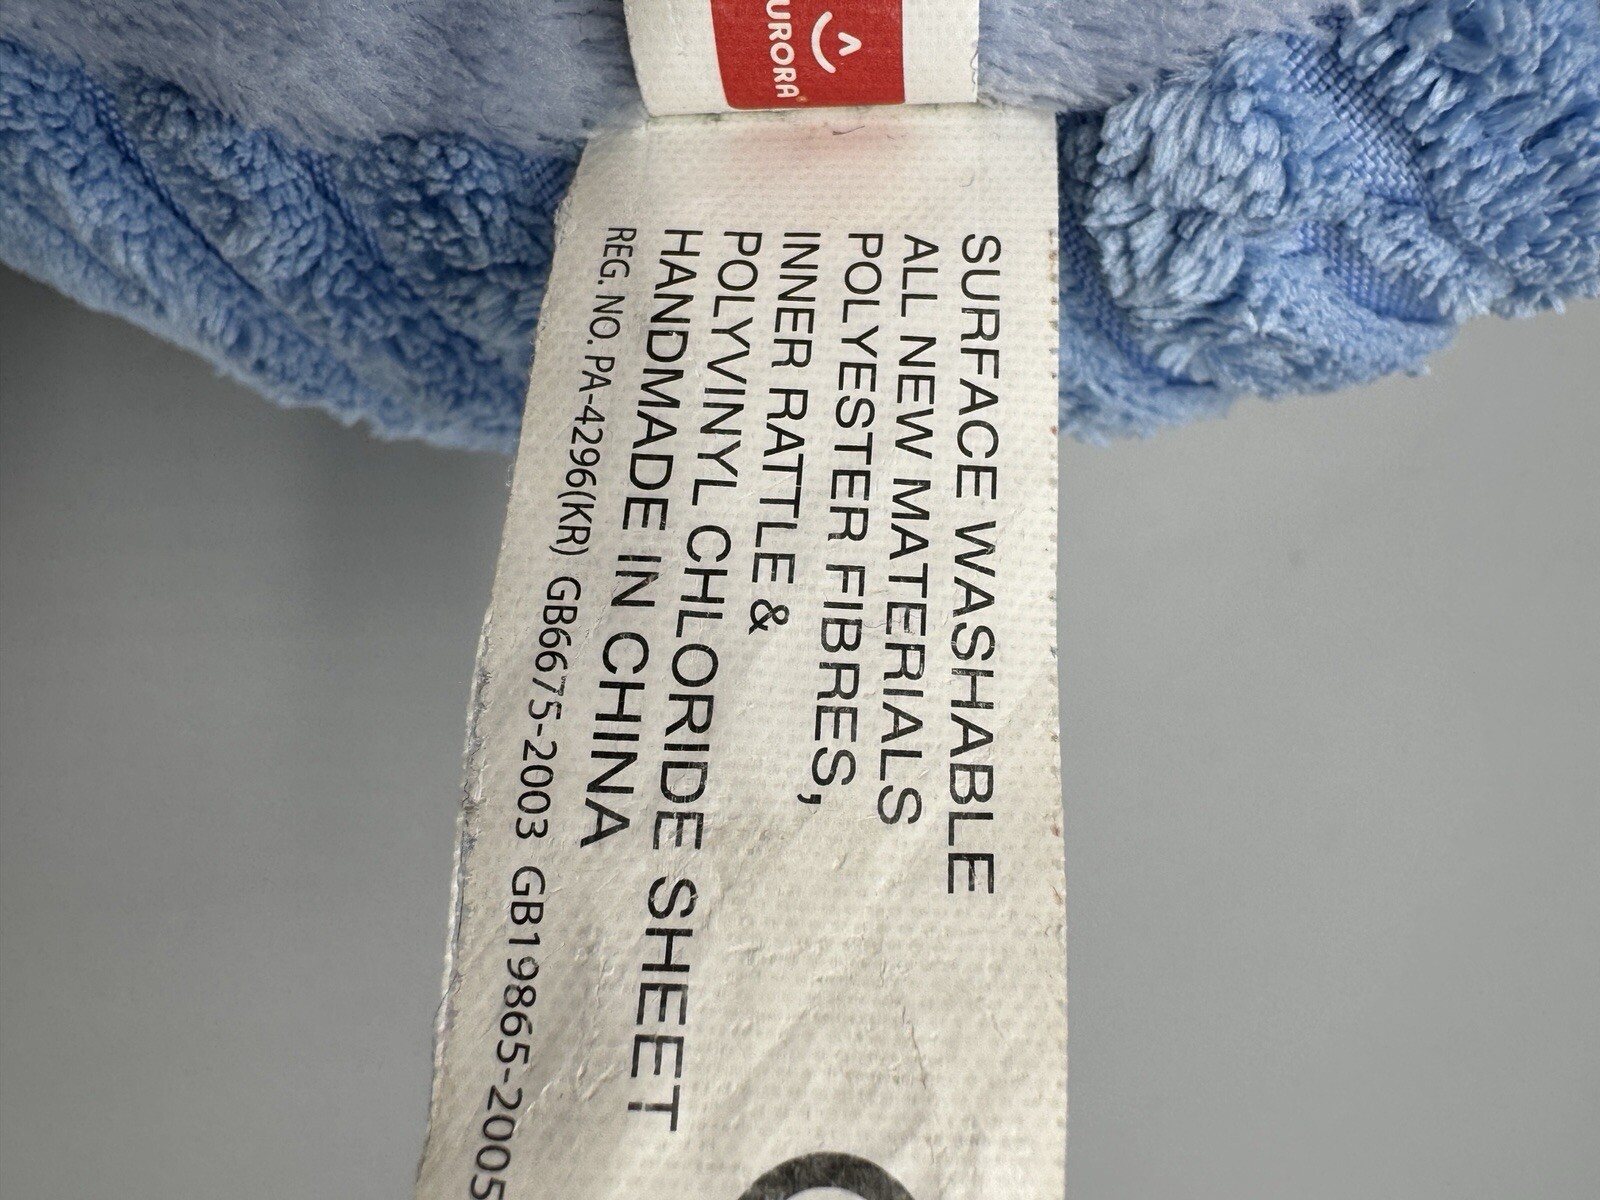 URORA
SURFACE WASHABLE
ALL NEW MATERIALS
POLYESTER FIBRES,
INNER RATTLE &
POLYVINYL CHLORIDE SHEET
HANDMADE IN CHINA
REG. NO. PA-4296(KR) GB6675-2003 GB19865-2005